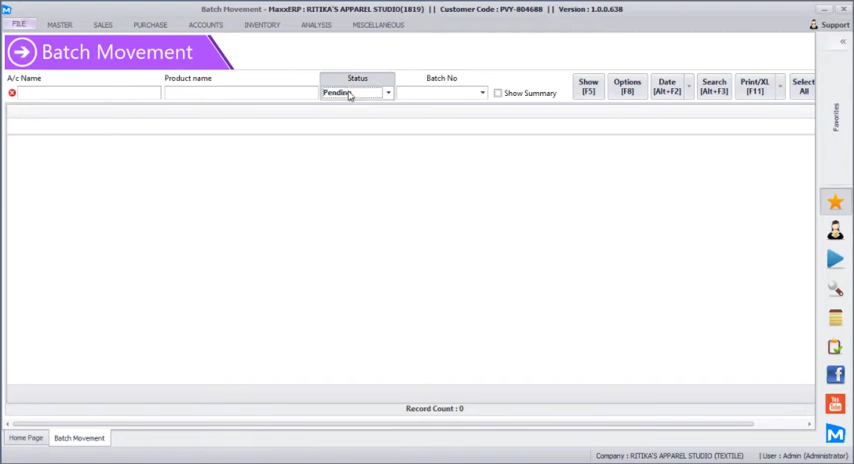 Batch Movement - MaxxERP : RITIKA'S APPAREL STUDIO(1819) || Customer Code : PVY-804688 || Version : 1.0.0.638
FILE MASTER SALES PURCHASE ACCOUNTS INVENTORY ANALYSIS MISCELLANEOUS Support
Batch Movement
A/c Name Product name Status Batch No
Pending Show Summary
Show [F5]
Options [F8]
Date [Alt+F2]
Search [Alt+F3]
Print/XL [F11]
Select All
Favorites
You Tube
Record Count : 0
Home Page Batch Movement
Company : RITIKA'S APPAREL STUDIO (TEXTILE) | User : Admin (Administrator)